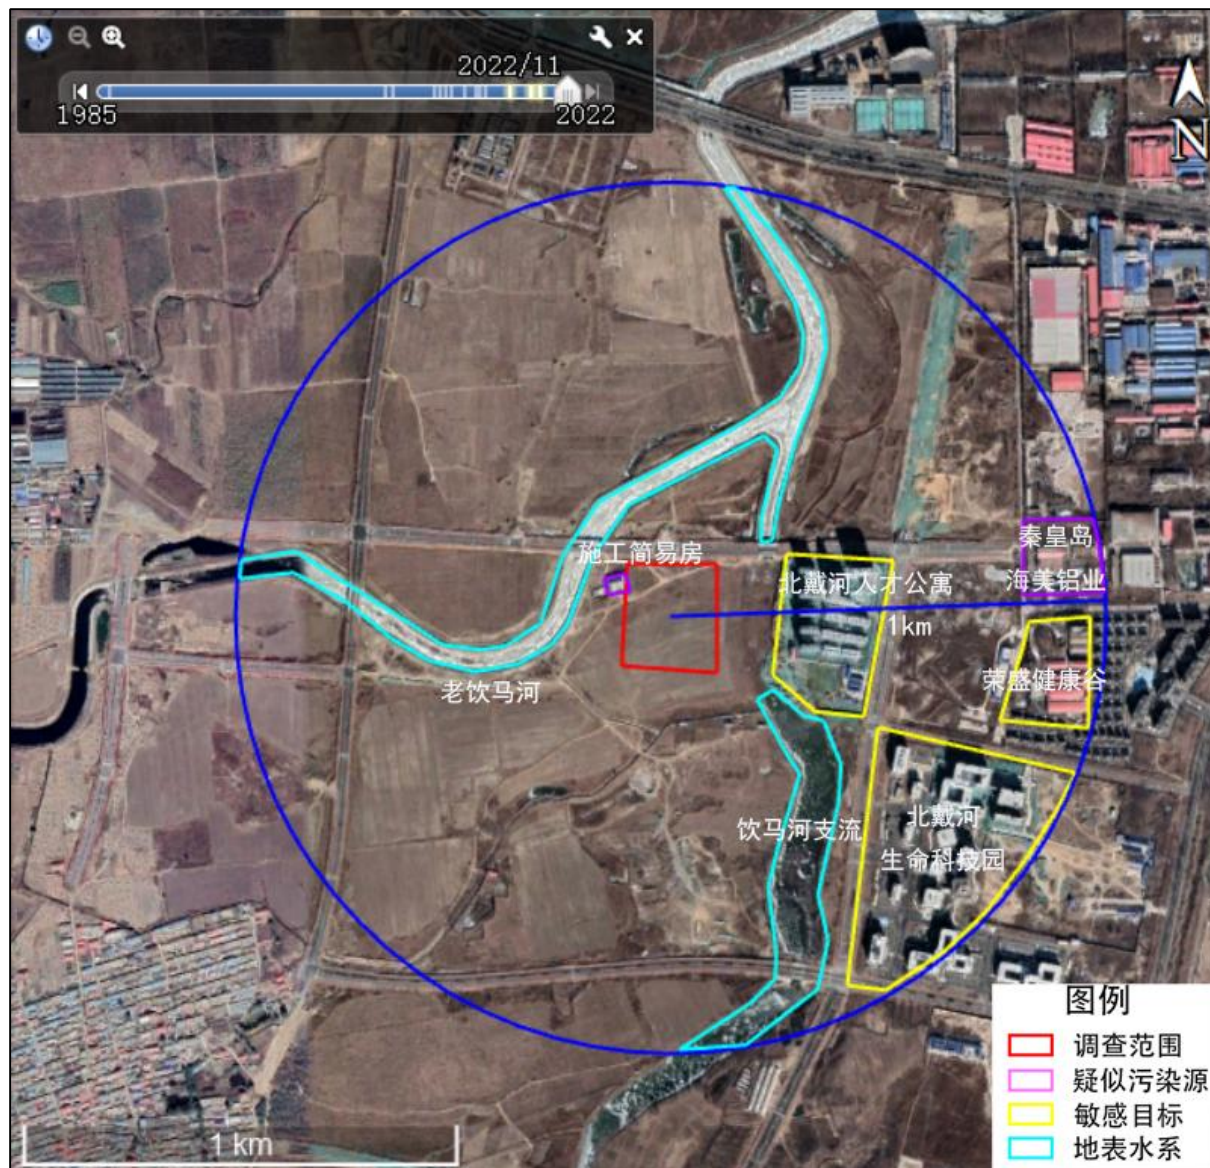 2022/11
1985
2022
N
秦皇岛
海美铝业
施工简易房
北戴河人才公寓
1km
荣盛健康谷
老饮马河
饮马河支流
北戴河
生命科技园
图例
调查范围
疑似污染源
敏感目标
地表水系
1 km